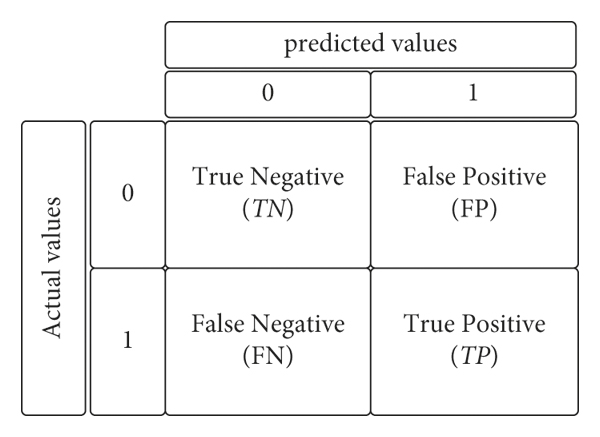 predicted values
0
1
Actual values
0
True Negative
(TN)
False Positive
(FP)
1
False Negative
(FN)
True Positive
(TP)